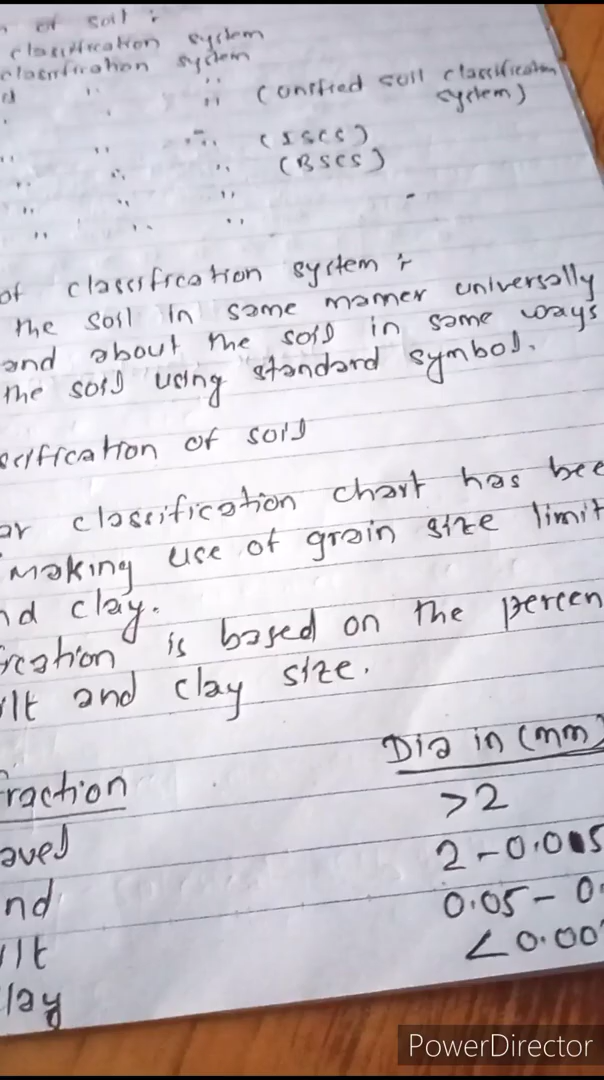 of soil :
classification system
classification system
d " " (unified soil classification
system)
" " (ISCS)
" " " (BSCS)
" " "
" " "
of classification system :
the soil in same manner universally
and about the soil in same ways
the soil using standard symbol.
ssification of soil
ar classification chart has bee
making use of grain size limit
nd clay.
fication is based on the percen
ilt and clay size.
raction Dia in (mm)
avel >2
nd 2-0.05
ilt 0.05 - 0.
lay <0.00
PowerDirector